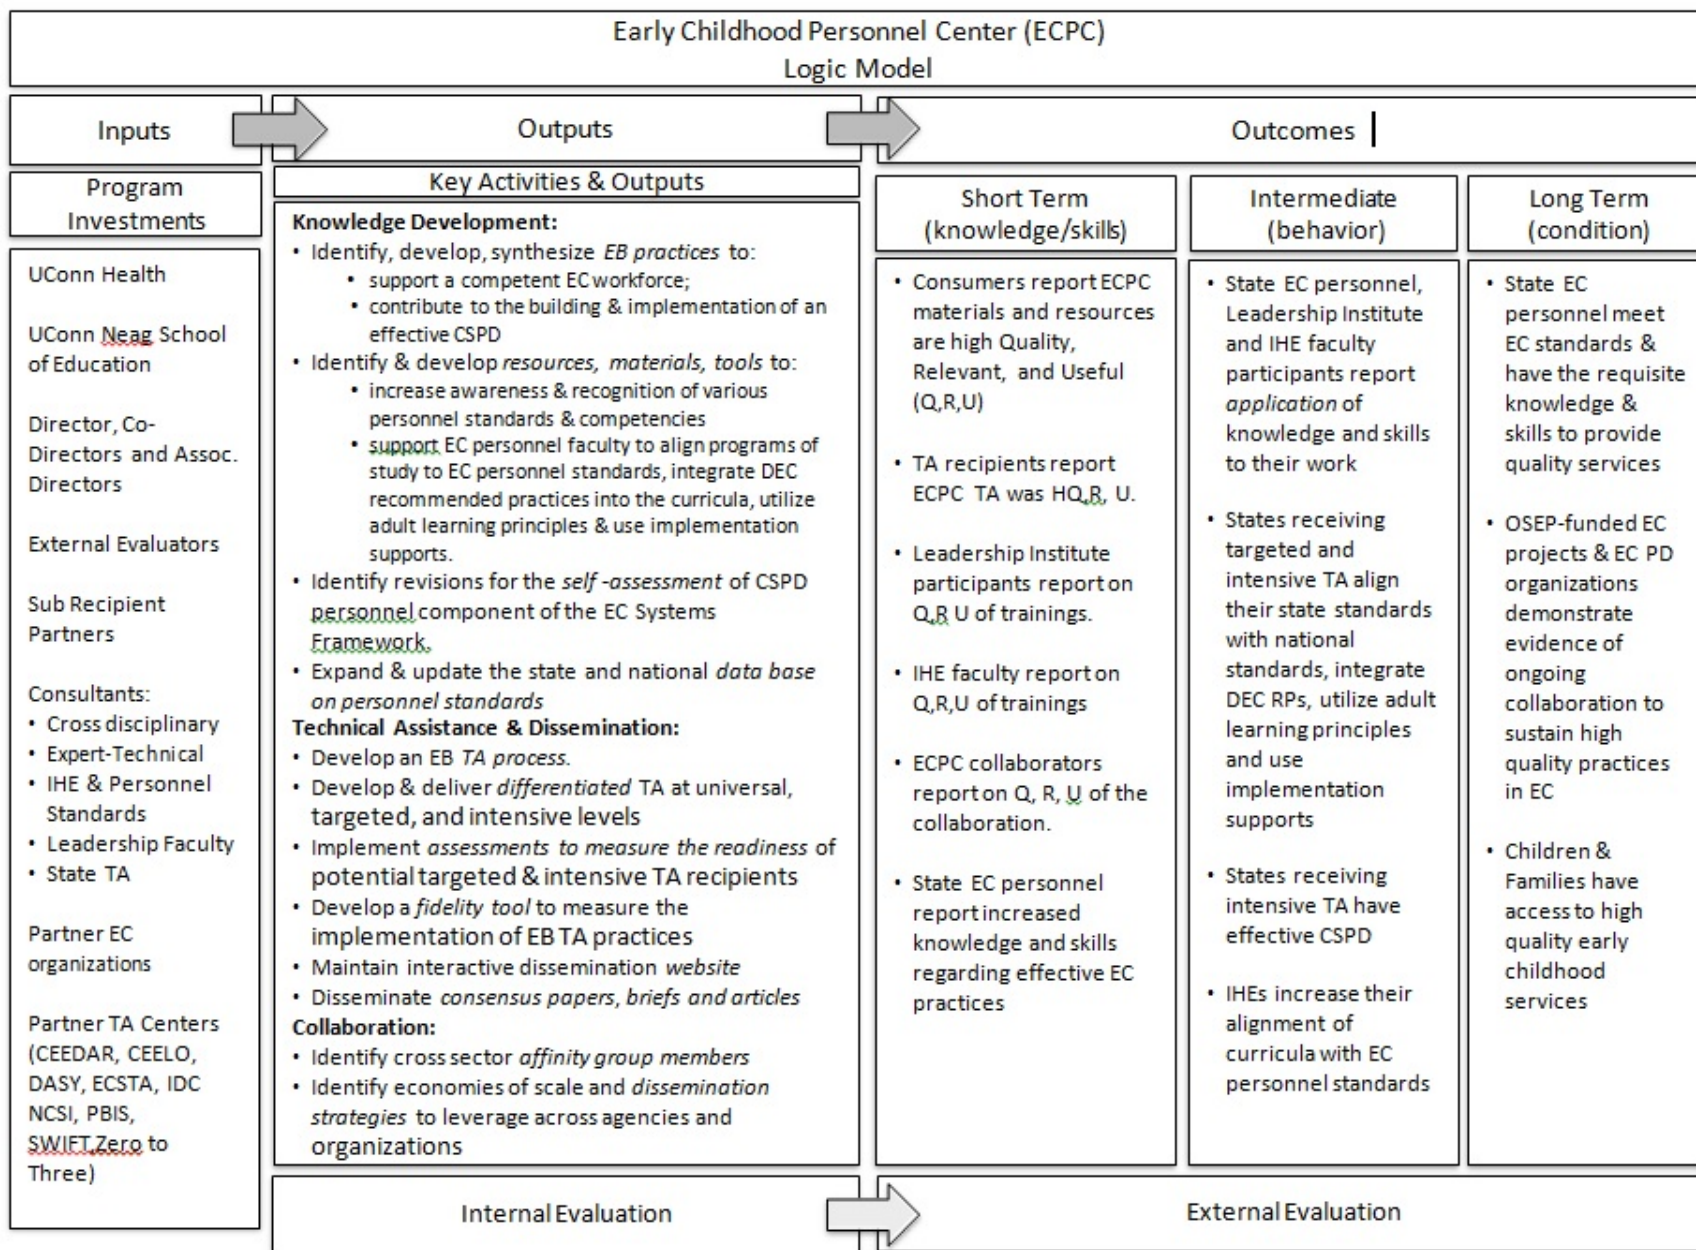 Early Childhood Personnel Center (ECPC)
Logic Model
Inputs
Outputs
Outcomes
Program
Investments
UConn Health
UConn Neag School
of Education
Director, Co-
Directors and Assoc.
Directors
External Evaluators
Sub Recipient
Partners
Consultants:
• Cross disciplinary
• Expert-Technical
• IHE & Personnel
Standards
• Leadership Faculty
• State TA
Partner EC
organizations
Partner TA Centers
(CEEDAR, CEELO,
DASY, ECSTA, IDC
NCSI, PBIS,
SWIFT,Zero to
Three)
Key Activities & Outputs
Knowledge Development:
• Identify, develop, synthesize EB practices to:
• support a competent EC workforce;
• contribute to the building & implementation of an
effective CSPD
• Identify & develop resources, materials, tools to:
• increase awareness & recognition of various
personnel standards & competencies
• support EC personnel faculty to align programs of
study to EC personnel standards, integrate DEC
recommended practices into the curricula, utilize
adult learning principles & use implementation
supports.
• Identify revisions for the self -assessment of CSPD
personnel component of the EC Systems
Framework.
• Expand & update the state and national data base
on personnel standards
Technical Assistance & Dissemination:
• Develop an EB TA process.
• Develop & deliver differentiated TA at universal,
targeted, and intensive levels
• Implement assessments to measure the readiness of
potential targeted & intensive TA recipients
• Develop a fidelity tool to measure the
implementation of EB TA practices
• Maintain interactive dissemination website
• Disseminate consensus papers, briefs and articles
Collaboration:
• Identify cross sector affinity group members
• Identify economies of scale and dissemination
strategies to leverage across agencies and
organizations
Short Term
(knowledge/skills)
• Consumers report ECPC
materials and resources
are high Quality,
Relevant, and Useful
(Q,R,U)
• TA recipients report
ECPC TA was HQ,R, U.
• Leadership Institute
participants report on
Q,R U of trainings.
• IHE faculty report on
Q,R,U of trainings
• ECPC collaborators
report on Q, R, U of the
collaboration.
• State EC personnel
report increased
knowledge and skills
regarding effective EC
practices
Intermediate
(behavior)
• State EC personnel,
Leadership Institute
and IHE faculty
participants report
application of
knowledge and skills
to their work
• States receiving
targeted and
intensive TA align
their state standards
with national
standards, integrate
DEC RPs, utilize adult
learning principles
and use
implementation
supports
• States receiving
intensive TA have
effective CSPD
• IHEs increase their
alignment of
curricula with EC
personnel standards
Long Term
(condition)
• State EC
personnel meet
EC standards &
have the requisite
knowledge &
skills to provide
quality services
• OSEP-funded EC
projects & EC PD
organizations
demonstrate
evidence of
ongoing
collaboration to
sustain high
quality practices
in EC
• Children &
Families have
access to high
quality early
childhood
services
Internal Evaluation
External Evaluation